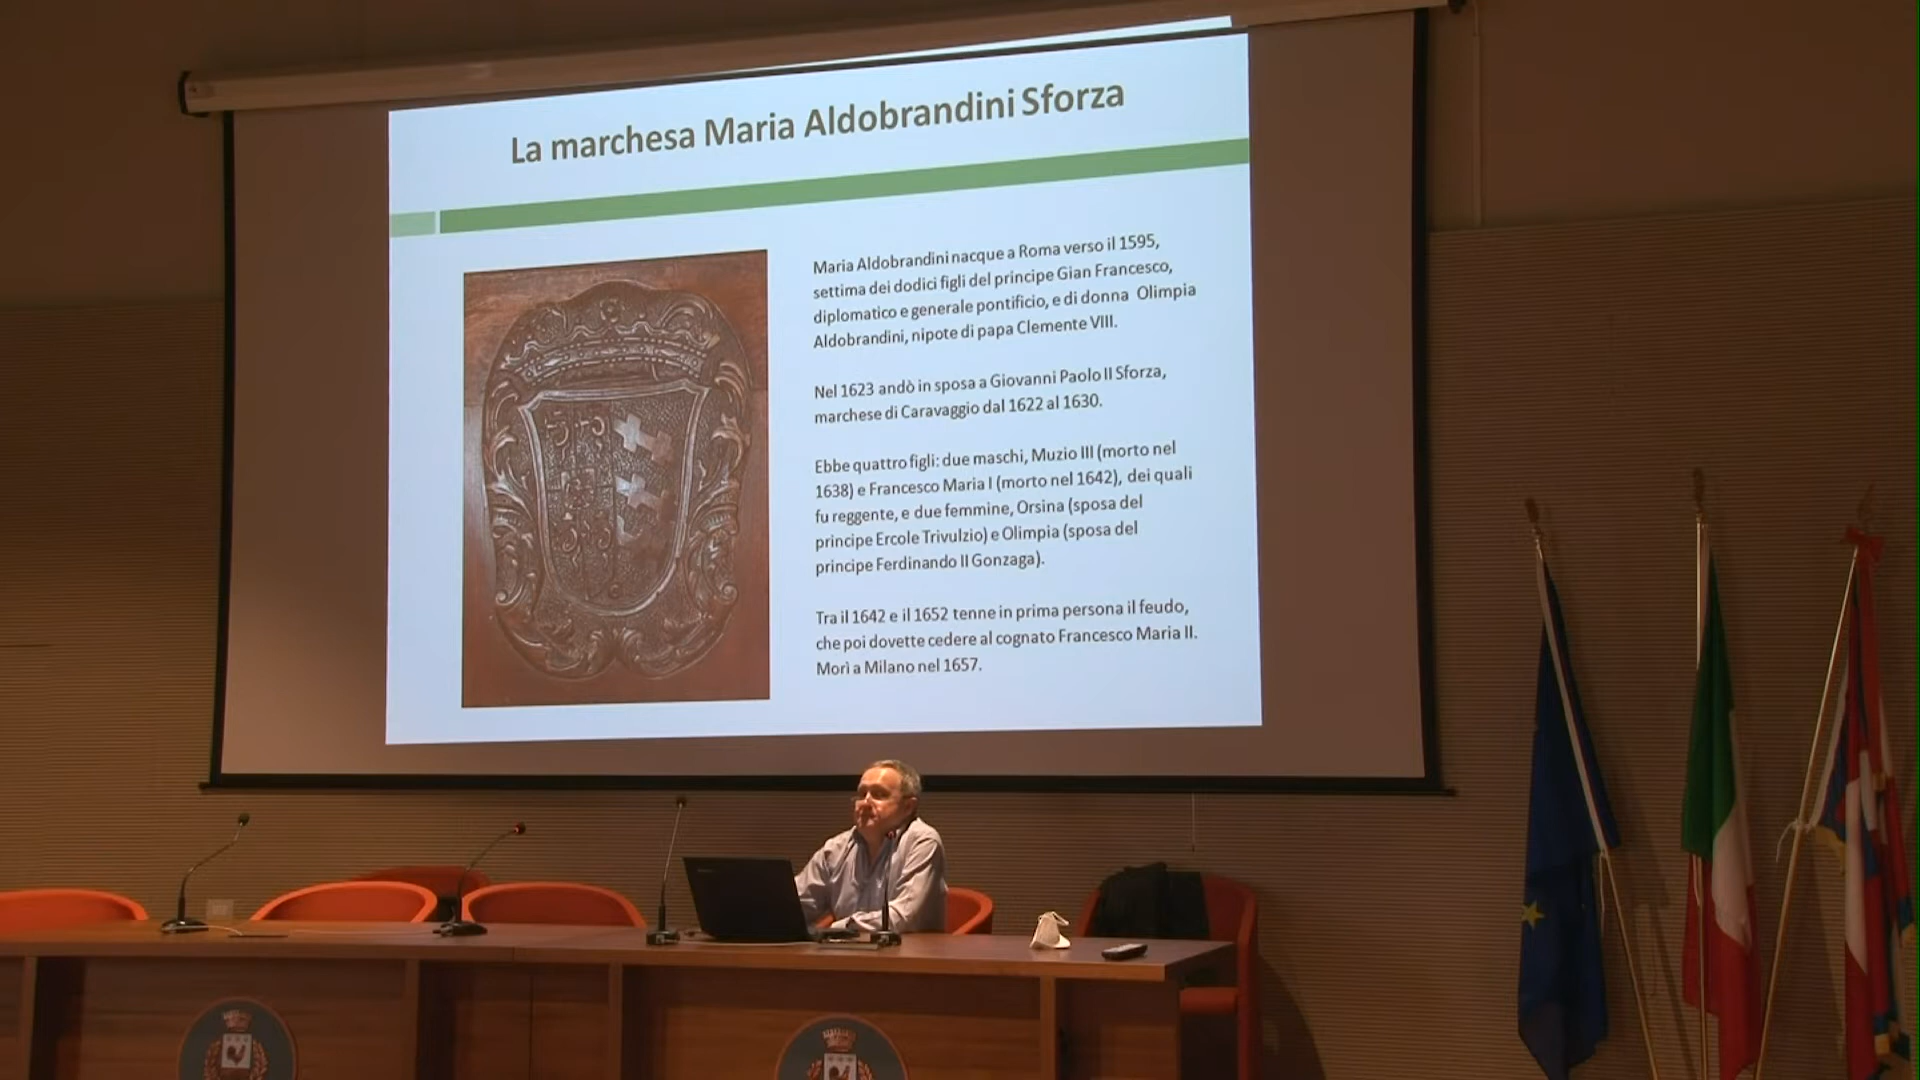 La marchesa Maria Aldobrandini Sforza
Maria Aldobrandini nacque a Roma verso il 1595,
settima dei dodici figli del principe Gian Francesco,
diplomatico e generale pontificio, e di donna Olimpia
Aldobrandini, nipote di papa Clemente VIII.
Nel 1623 andò in sposa a Giovanni Paolo II Sforza,
marchese di Caravaggio dal 1622 al 1630.
Ebbe quattro figli: due maschi, Muzio III (morto nel
1638) e Francesco Maria I (morto nel 1642), dei quali
fu reggente, e due femmine, Orsina (sposa del
principe Ercole Trivulzio) e Olimpia (sposa del
principe Ferdinando II Gonzaga).
Tra il 1642 e il 1652 tenne in prima persona il feudo,
che poi dovette cedere al cognato Francesco Maria II.
Morì a Milano nel 1657.